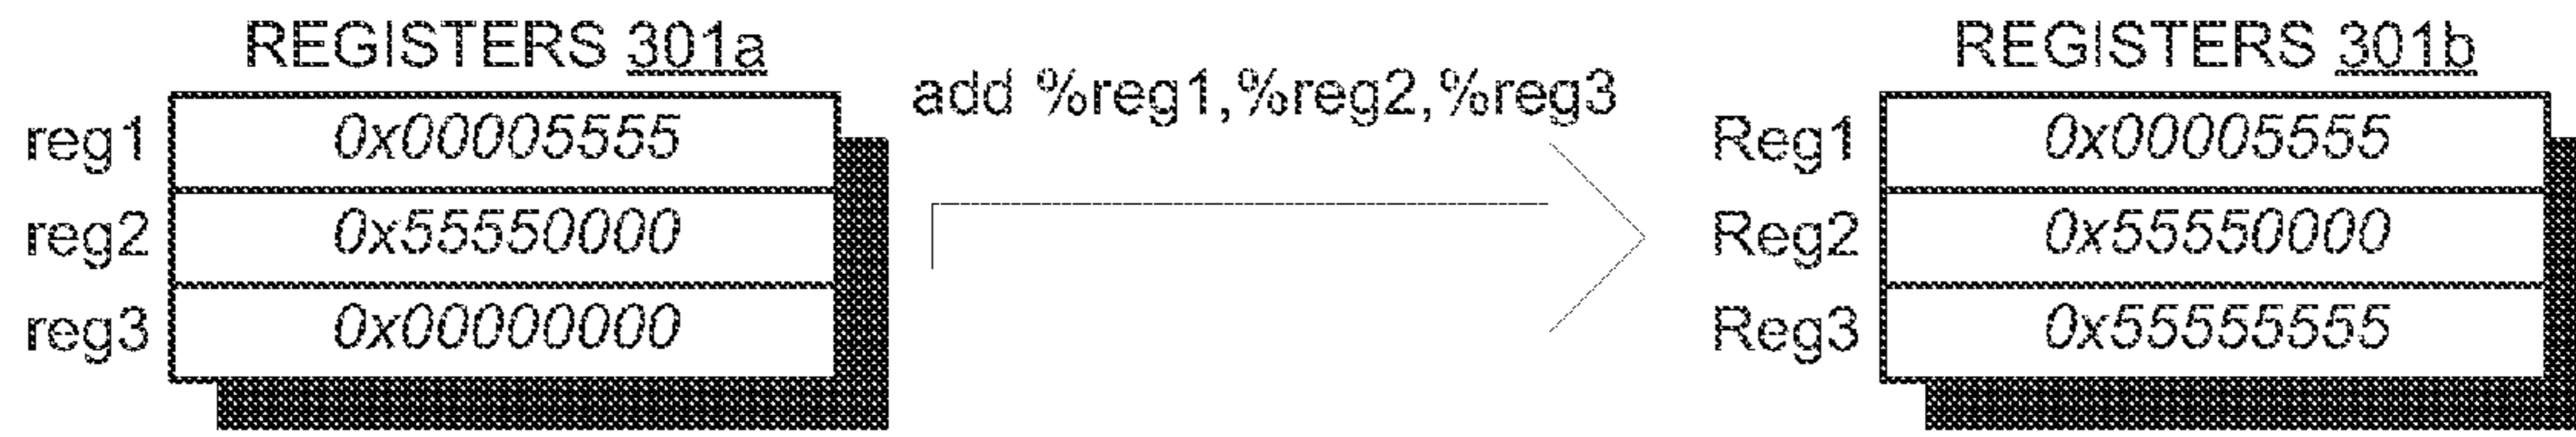 REGISTERS 301a
reg1 0x00005555
reg2 0x55550000
reg3 0x00000000
add %reg1,%reg2,%reg3
REGISTERS 301b
Reg1 0x00005555
Reg2 0x55550000
Reg3 0x55555555